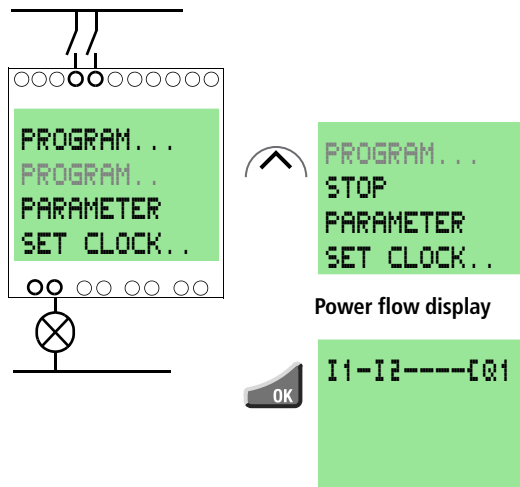 PROGRAM...
PROGRAM..
PARAMETER
SET CLOCK..
PROGRAM...
STOP
PARAMETER
SET CLOCK..
Power flow display
OK
I1-I2----[Q1